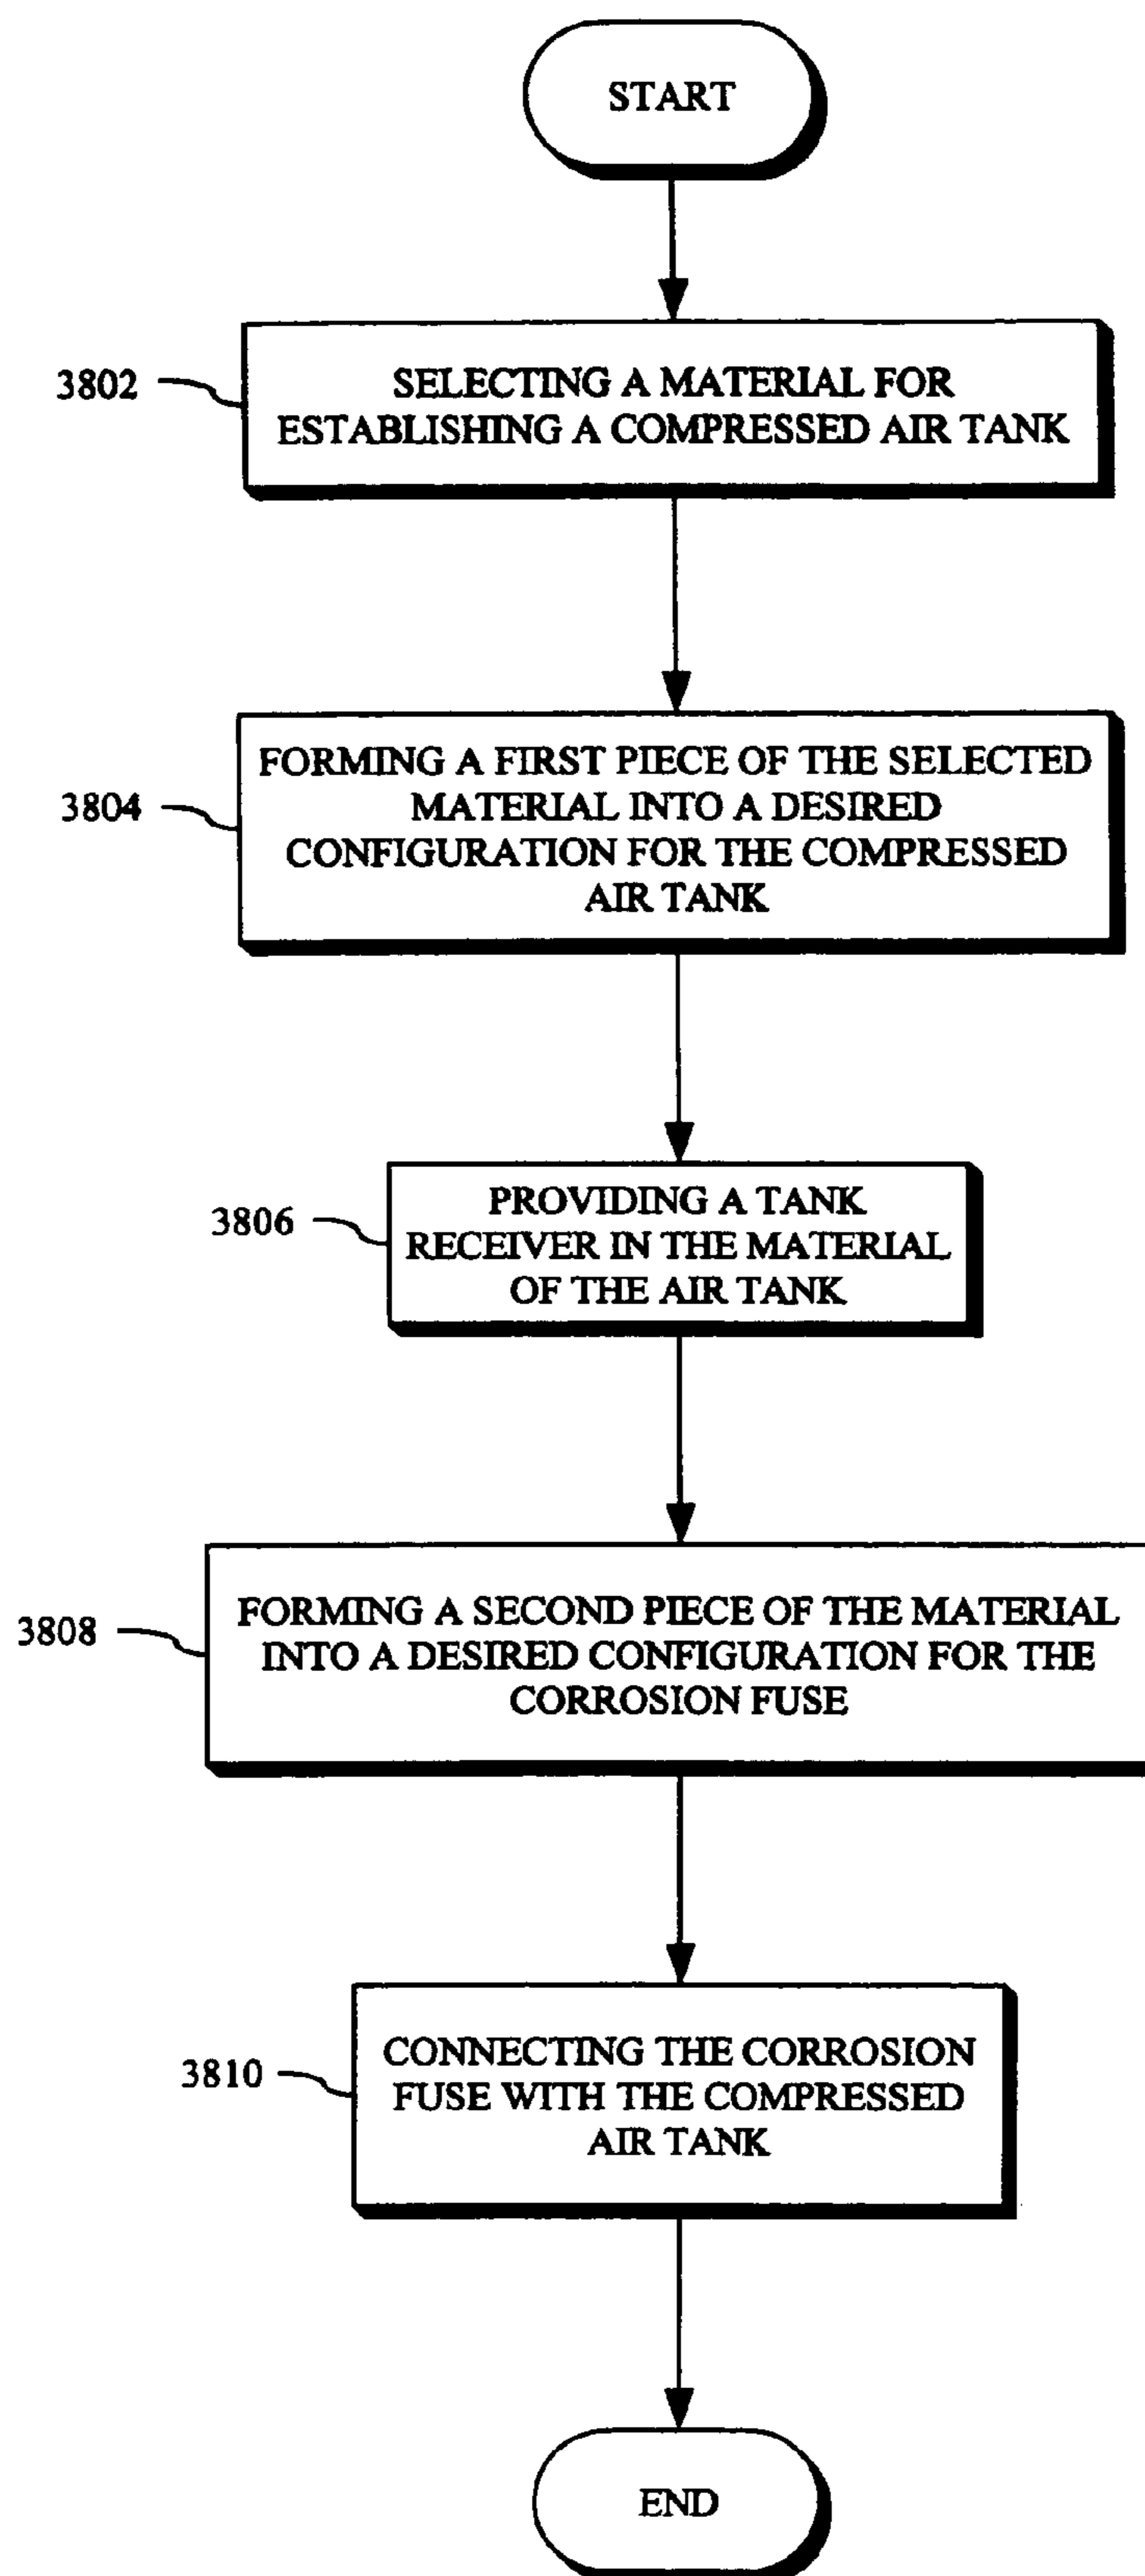 START
3802
SELECTING A MATERIAL FOR
ESTABLISHING A COMPRESSED AIR TANK
3804
FORMING A FIRST PIECE OF THE SELECTED
MATERIAL INTO A DESIRED
CONFIGURATION FOR THE COMPRESSED
AIR TANK
3806
PROVIDING A TANK
RECEIVER IN THE MATERIAL
OF THE AIR TANK
3808
FORMING A SECOND PIECE OF THE MATERIAL
INTO A DESIRED CONFIGURATION FOR THE
CORROSION FUSE
3810
CONNECTING THE CORROSION
FUSE WITH THE COMPRESSED
AIR TANK
END